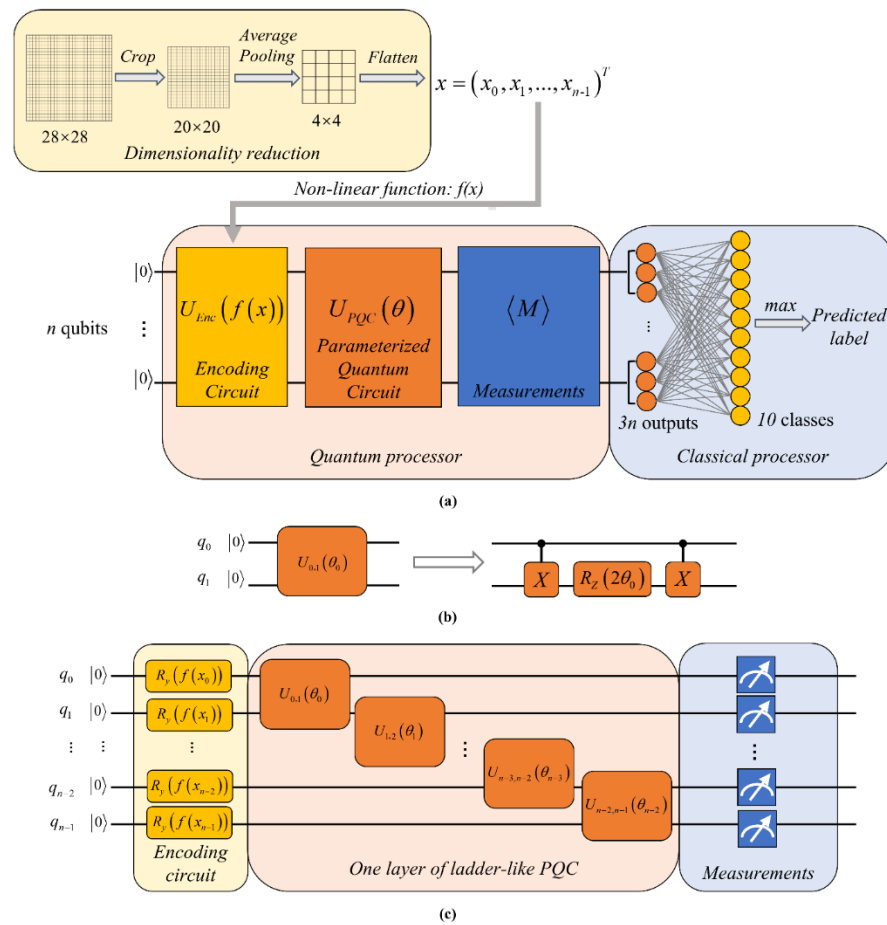 Crop
Average
Pooling
Flatten
x = (x_0, x_1, ..., x_{n-1})^T
28×28
20×20
4×4
Dimensionality reduction
Non-linear function: f(x)
|0⟩
n qubits
⋮
|0⟩
U_{Enc}(f(x))
Encoding
Circuit
U_{PQC}(θ)
Parameterized
Quantum
Circuit
⟨M⟩
Measurements
...
3n outputs
10 classes
max
Predicted
label
Quantum processor
Classical processor
(a)
q_0 |0⟩
q_1 |0⟩
U_{0,1}(θ_0)
X
R_Z(2θ_0)
X
(b)
q_0 |0⟩
R_y(f(x_0))
U_{0,1}(θ_0)
q_1 |0⟩
R_y(f(x_1))
U_{1,2}(θ_1)
⋮ ⋮ ⋮ ⋮ ⋮
U_{n-3,n-2}(θ_{n-3})
q_{n-2} |0⟩
R_y(f(x_{n-2}))
U_{n-2,n-1}(θ_{n-2})
q_{n-1} |0⟩
R_y(f(x_{n-1}))
Encoding
circuit
One layer of ladder-like PQC
Measurements
(c)